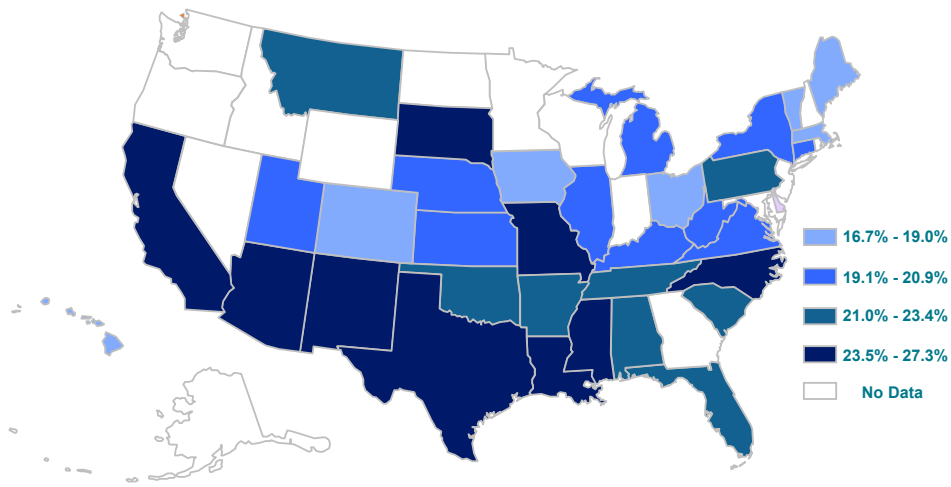 16.7% - 19.0%
19.1% - 20.9%
21.0% - 23.4%
23.5% - 27.3%
No Data